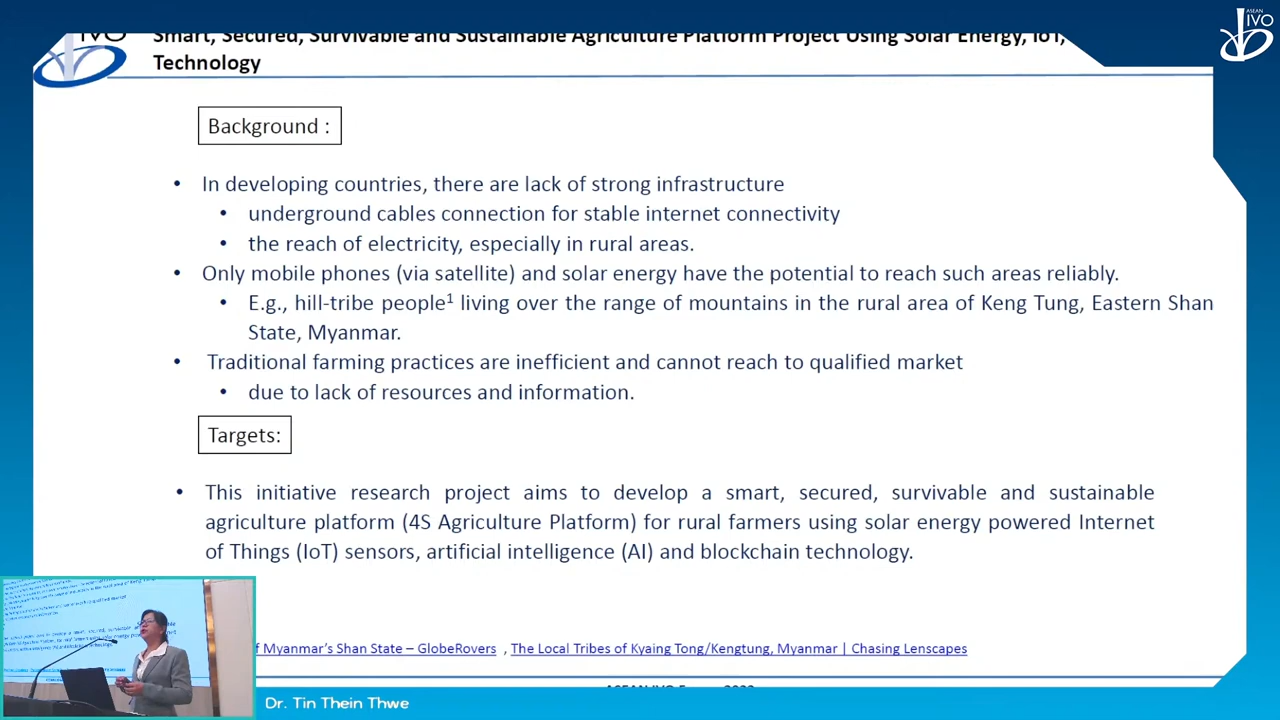 ASEAN
IVO
IVO
Smart, Secured, Survivable and Sustainable Agriculture Platform Project Using Solar Energy, IoT,
Technology
Background :
• In developing countries, there are lack of strong infrastructure
• underground cables connection for stable internet connectivity
• the reach of electricity, especially in rural areas.
• Only mobile phones (via satellite) and solar energy have the potential to reach such areas reliably.
• E.g., hill-tribe people¹ living over the range of mountains in the rural area of Keng Tung, Eastern Shan
State, Myanmar.
• Traditional farming practices are inefficient and cannot reach to qualified market
• due to lack of resources and information.
Targets:
• This initiative research project aims to develop a smart, secured, survivable and sustainable
agriculture platform (4S Agriculture Platform) for rural farmers using solar energy powered Internet
of Things (IoT) sensors, artificial intelligence (AI) and blockchain technology.
f Myanmar's Shan State – GlobeRovers , The Local Tribes of Kyaing Tong/Kengtung, Myanmar | Chasing Lenscapes
Dr. Tin Thein Thwe